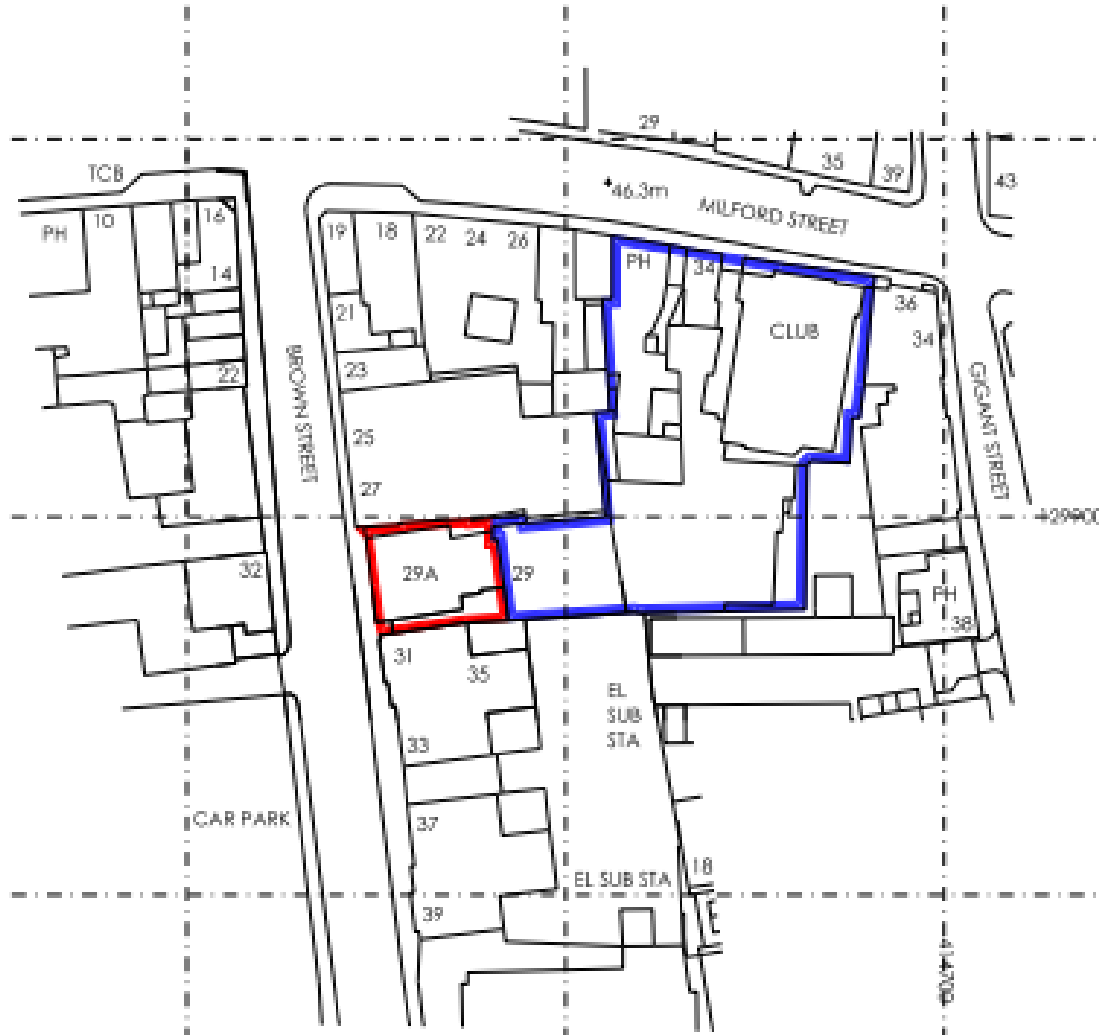 29
TCB
35
39
43
46.3m
MILFORD STREET
PH
10
16
19
18
22
24
26
PH
34
14
36
21
CLUB
34
23
22
BROWN STREET
GIGANT STREET
25
27
129900
32
29A
29
PH
38
31
35
EL
SUB
STA
33
CAR PARK
37
18
EL SUB STA
39
414700